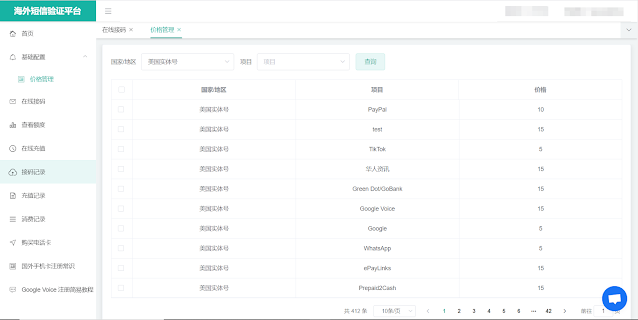 海外短信验证平台
在线接码 ×
价格管理 ×
首页
基础配置
价格管理
在线接码
查看额度
在线充值
接码记录
充值记录
消费记录
购买电话卡
国外手机卡注册常识
Google Voice 注册简易教程
国家/地区 美国实体号 项目 项目 查询
国家/地区 项目 价格
美国实体号 PayPal 10
美国实体号 test 15
美国实体号 TikTok 5
美国实体号 华人资讯 15
美国实体号 Green Dot/GoBank 15
美国实体号 Google Voice 15
美国实体号 Google 5
美国实体号 WhatsApp 5
美国实体号 ePayLinks 15
美国实体号 Prepaid2Cash 15
共 412 条 10条/页 1 2 3 4 5 6 ••• 42 前往 1